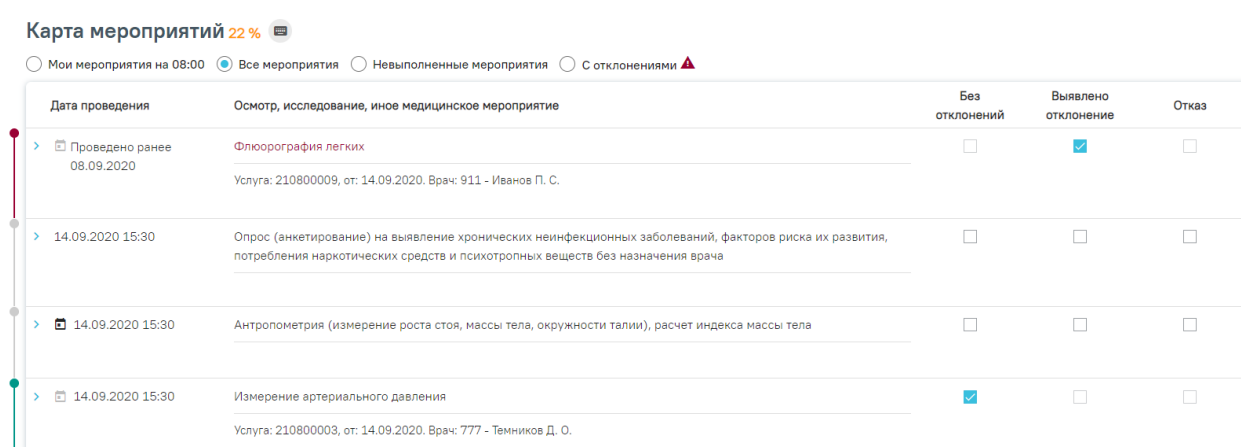 Карта мероприятий 22 %
Мои мероприятия на 08:00 Все мероприятия Невыполненные мероприятия С отклонениями
Дата проведения Осмотр, исследование, иное медицинское мероприятие Без отклонений Выявлено отклонение Отказ
Проведено ранее Флюорография легких
08.09.2020
Услуга: 210800009, от: 14.09.2020. Врач: 911 - Иванов П. С.
14.09.2020 15:30 Опрос (анкетирование) на выявление хронических неинфекционных заболеваний, факторов риска их развития,
потребления наркотических средств и психотропных веществ без назначения врача
14.09.2020 15:30 Антропометрия (измерение роста стоя, массы тела, окружности талии), расчет индекса массы тела
14.09.2020 15:30 Измерение артериального давления
Услуга: 210800003, от: 14.09.2020. Врач: 777 - Темников Д. О.